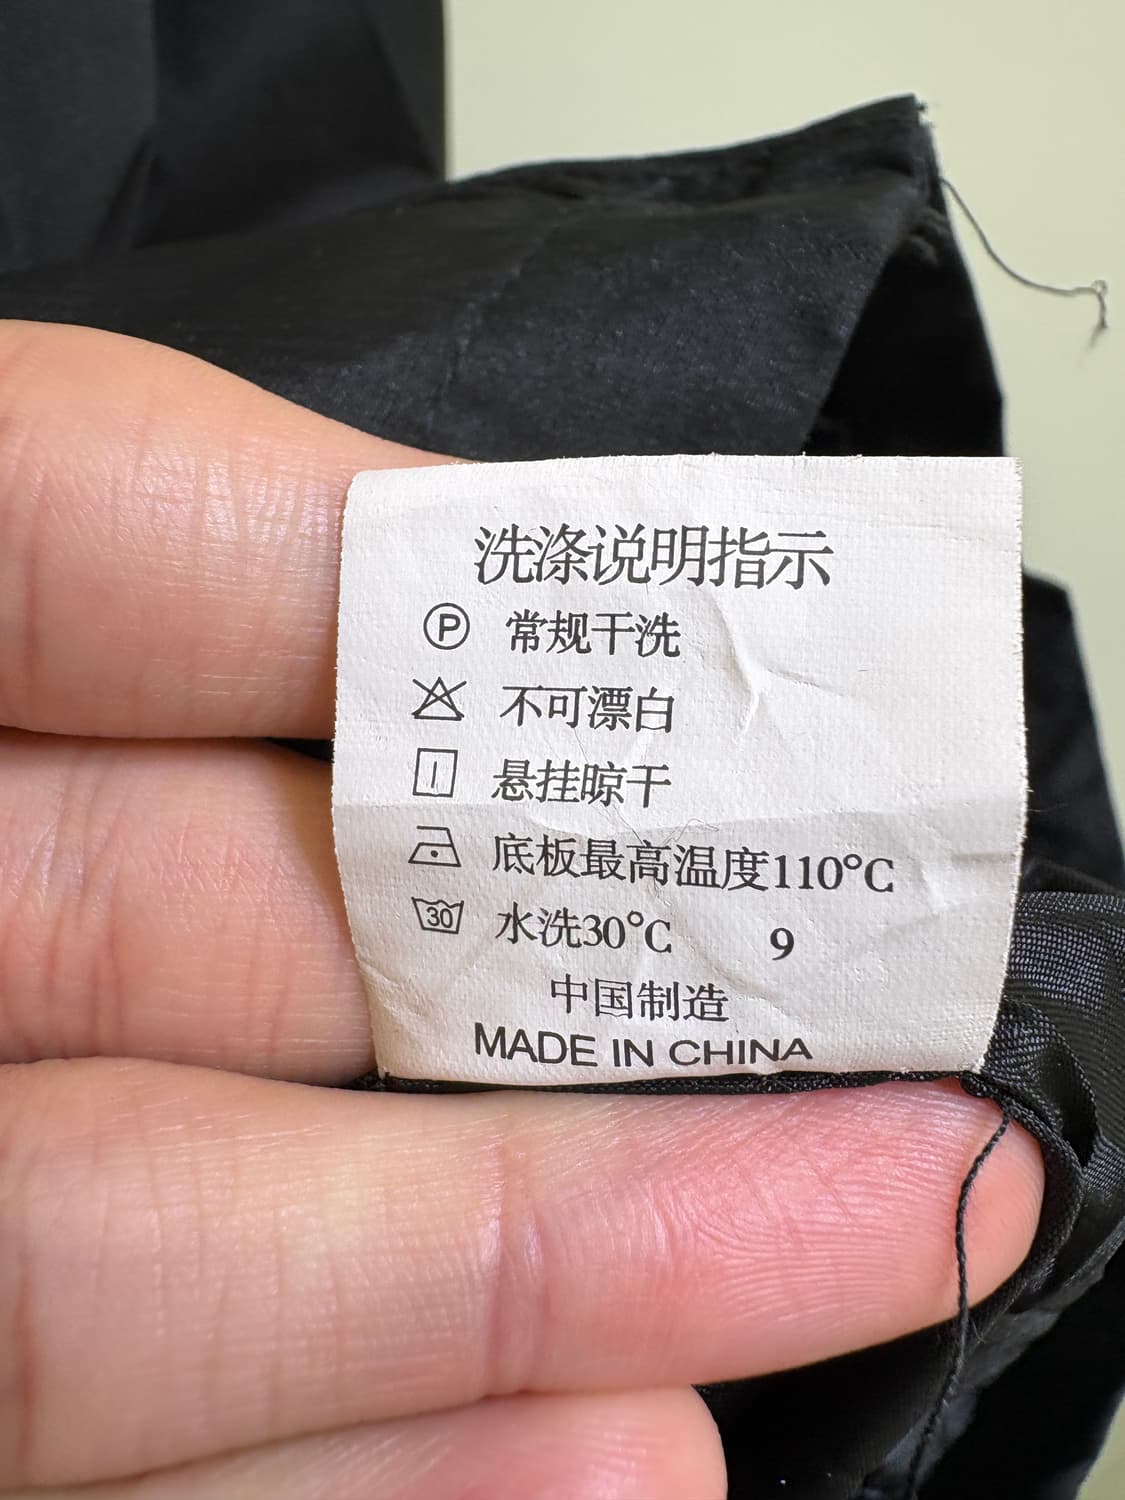 洗涤说明指示
P 常规干洗
不可漂白
悬挂晾干
底板最高温度110°C
30 水洗30°C 9
中国制造
MADE IN CHINA